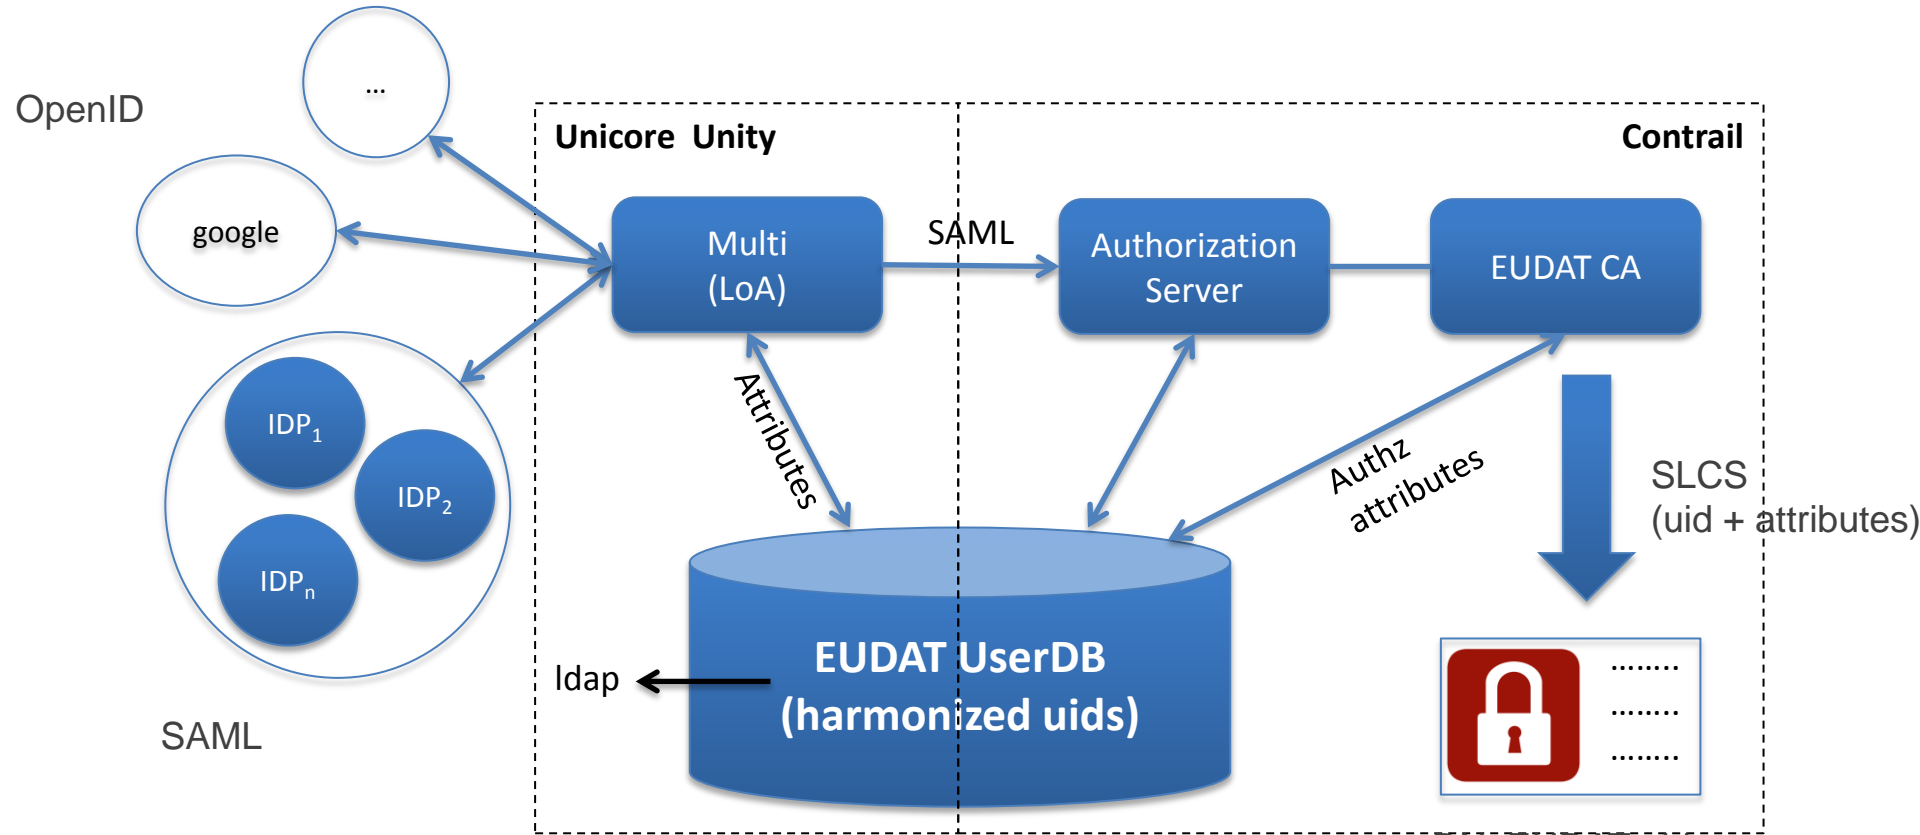 ...
OpenID
google
Unicore Unity
Contrail
Multi
(LoA)
SAML
Authorization
Server
EUDAT CA
IDP1
IDP2
IDPn
SAML
Attributes
Authz
attributes
SLCS
(uid + attributes)
EUDAT UserDB
(harmonized uids)
ldap
........
........
........